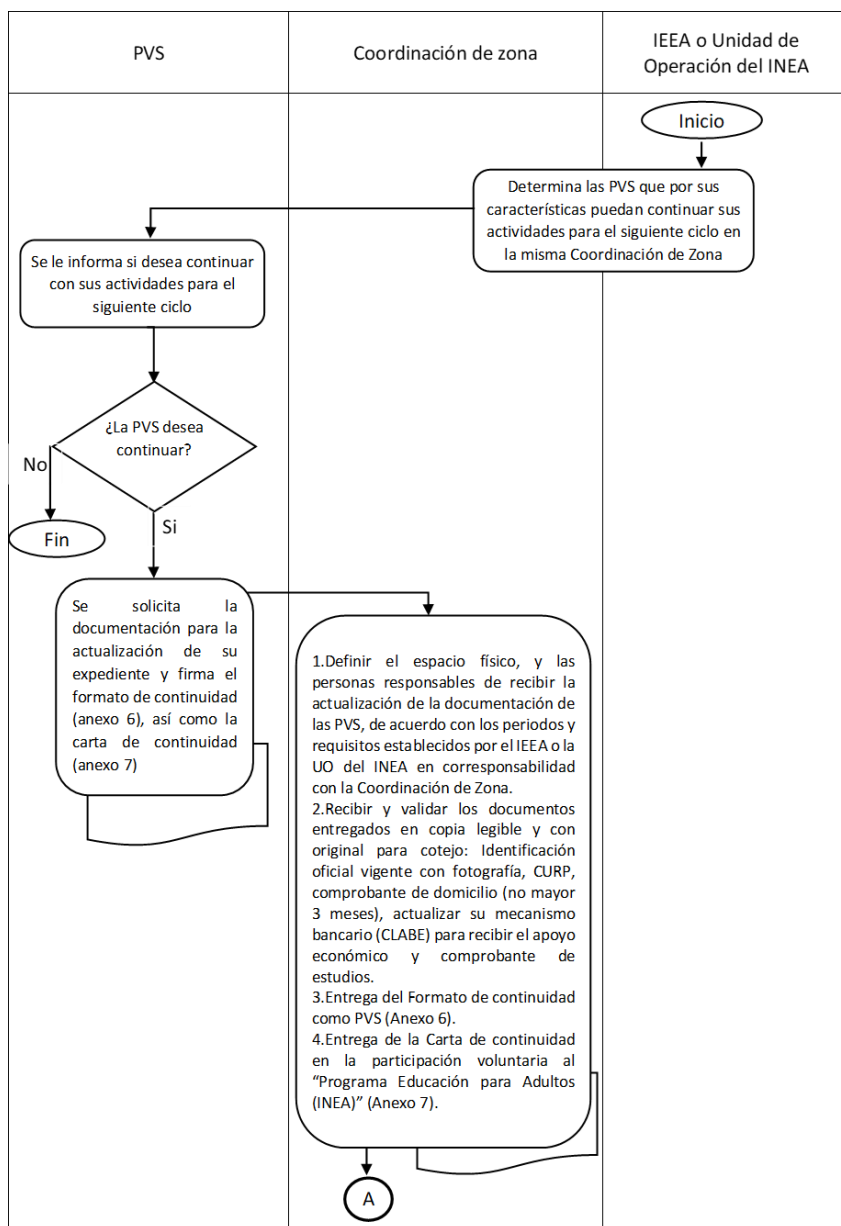 PVS
Coordinación de zona
IEEA o Unidad de
Operación del INEA
Inicio
Determina las PVS que por sus
características puedan continuar sus
actividades para el siguiente ciclo en
la misma Coordinación de Zona
Se le informa si desea continuar
con sus actividades para el
siguiente ciclo
¿La PVS desea
continuar?
No
Fin
Si
Se solicita la
documentación para la
actualización de su
expediente y firma el
formato de continuidad
(anexo 6), así como la
carta de continuidad
(anexo 7)
1.Definir el espacio físico, y las
personas responsables de recibir la
actualización de la documentación de
las PVS, de acuerdo con los periodos y
requisitos establecidos por el IEEA o la
UO del INEA en corresponsabilidad
con la Coordinación de Zona.
2.Recibir y validar los documentos
entregados en copia legible y con
original para cotejo: Identificación
oficial vigente con fotografía, CURP,
comprobante de domicilio (no mayor
3 meses), actualizar su mecanismo
bancario (CLABE) para recibir el apoyo
económico y comprobante de
estudios.
3.Entrega del Formato de continuidad
como PVS (Anexo 6).
4.Entrega de la Carta de continuidad
en la participación voluntaria al
“Programa Educación para Adultos
(INEA)” (Anexo 7).
A